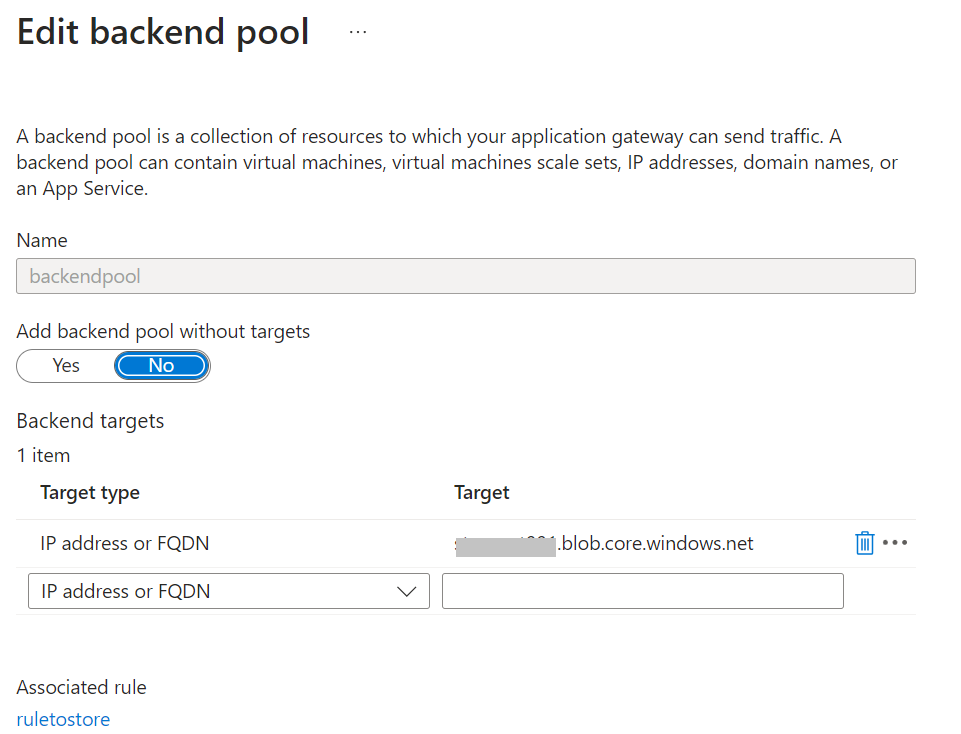 Edit backend pool ...
A backend pool is a collection of resources to which your application gateway can send traffic. A
backend pool can contain virtual machines, virtual machines scale sets, IP addresses, domain names, or
an App Service.
Name
backendpool
Add backend pool without targets
Yes No
Backend targets
1 item
Target type Target
IP address or FQDN .blob.core.windows.net
IP address or FQDN
Associated rule
ruletostore